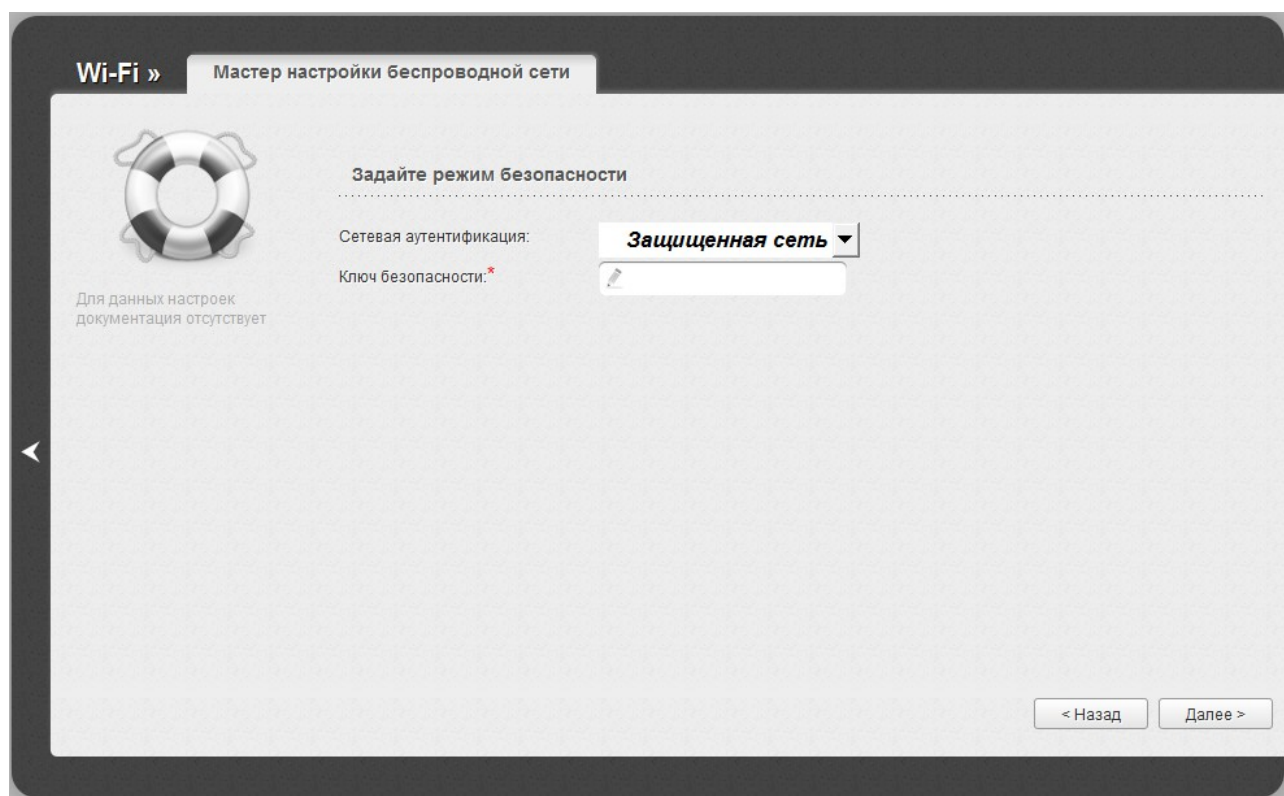 Wi-Fi » Мастер настройки беспроводной сети
Задайте режим безопасности
Сетевая аутентификация: Защищенная сеть
Ключ безопасности:*
Для данных настроек
документация отсутствует
< Назад Далее >